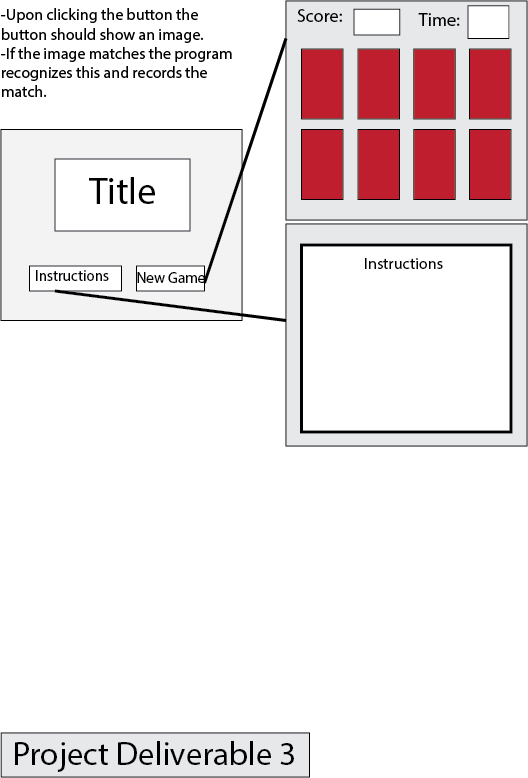 -Upon clicking the button the
button should show an image.
-If the image matches the program
recognizes this and records the
match.
Score:
Time:
Title
Instructions
New Game
Instructions
Project Deliverable 3